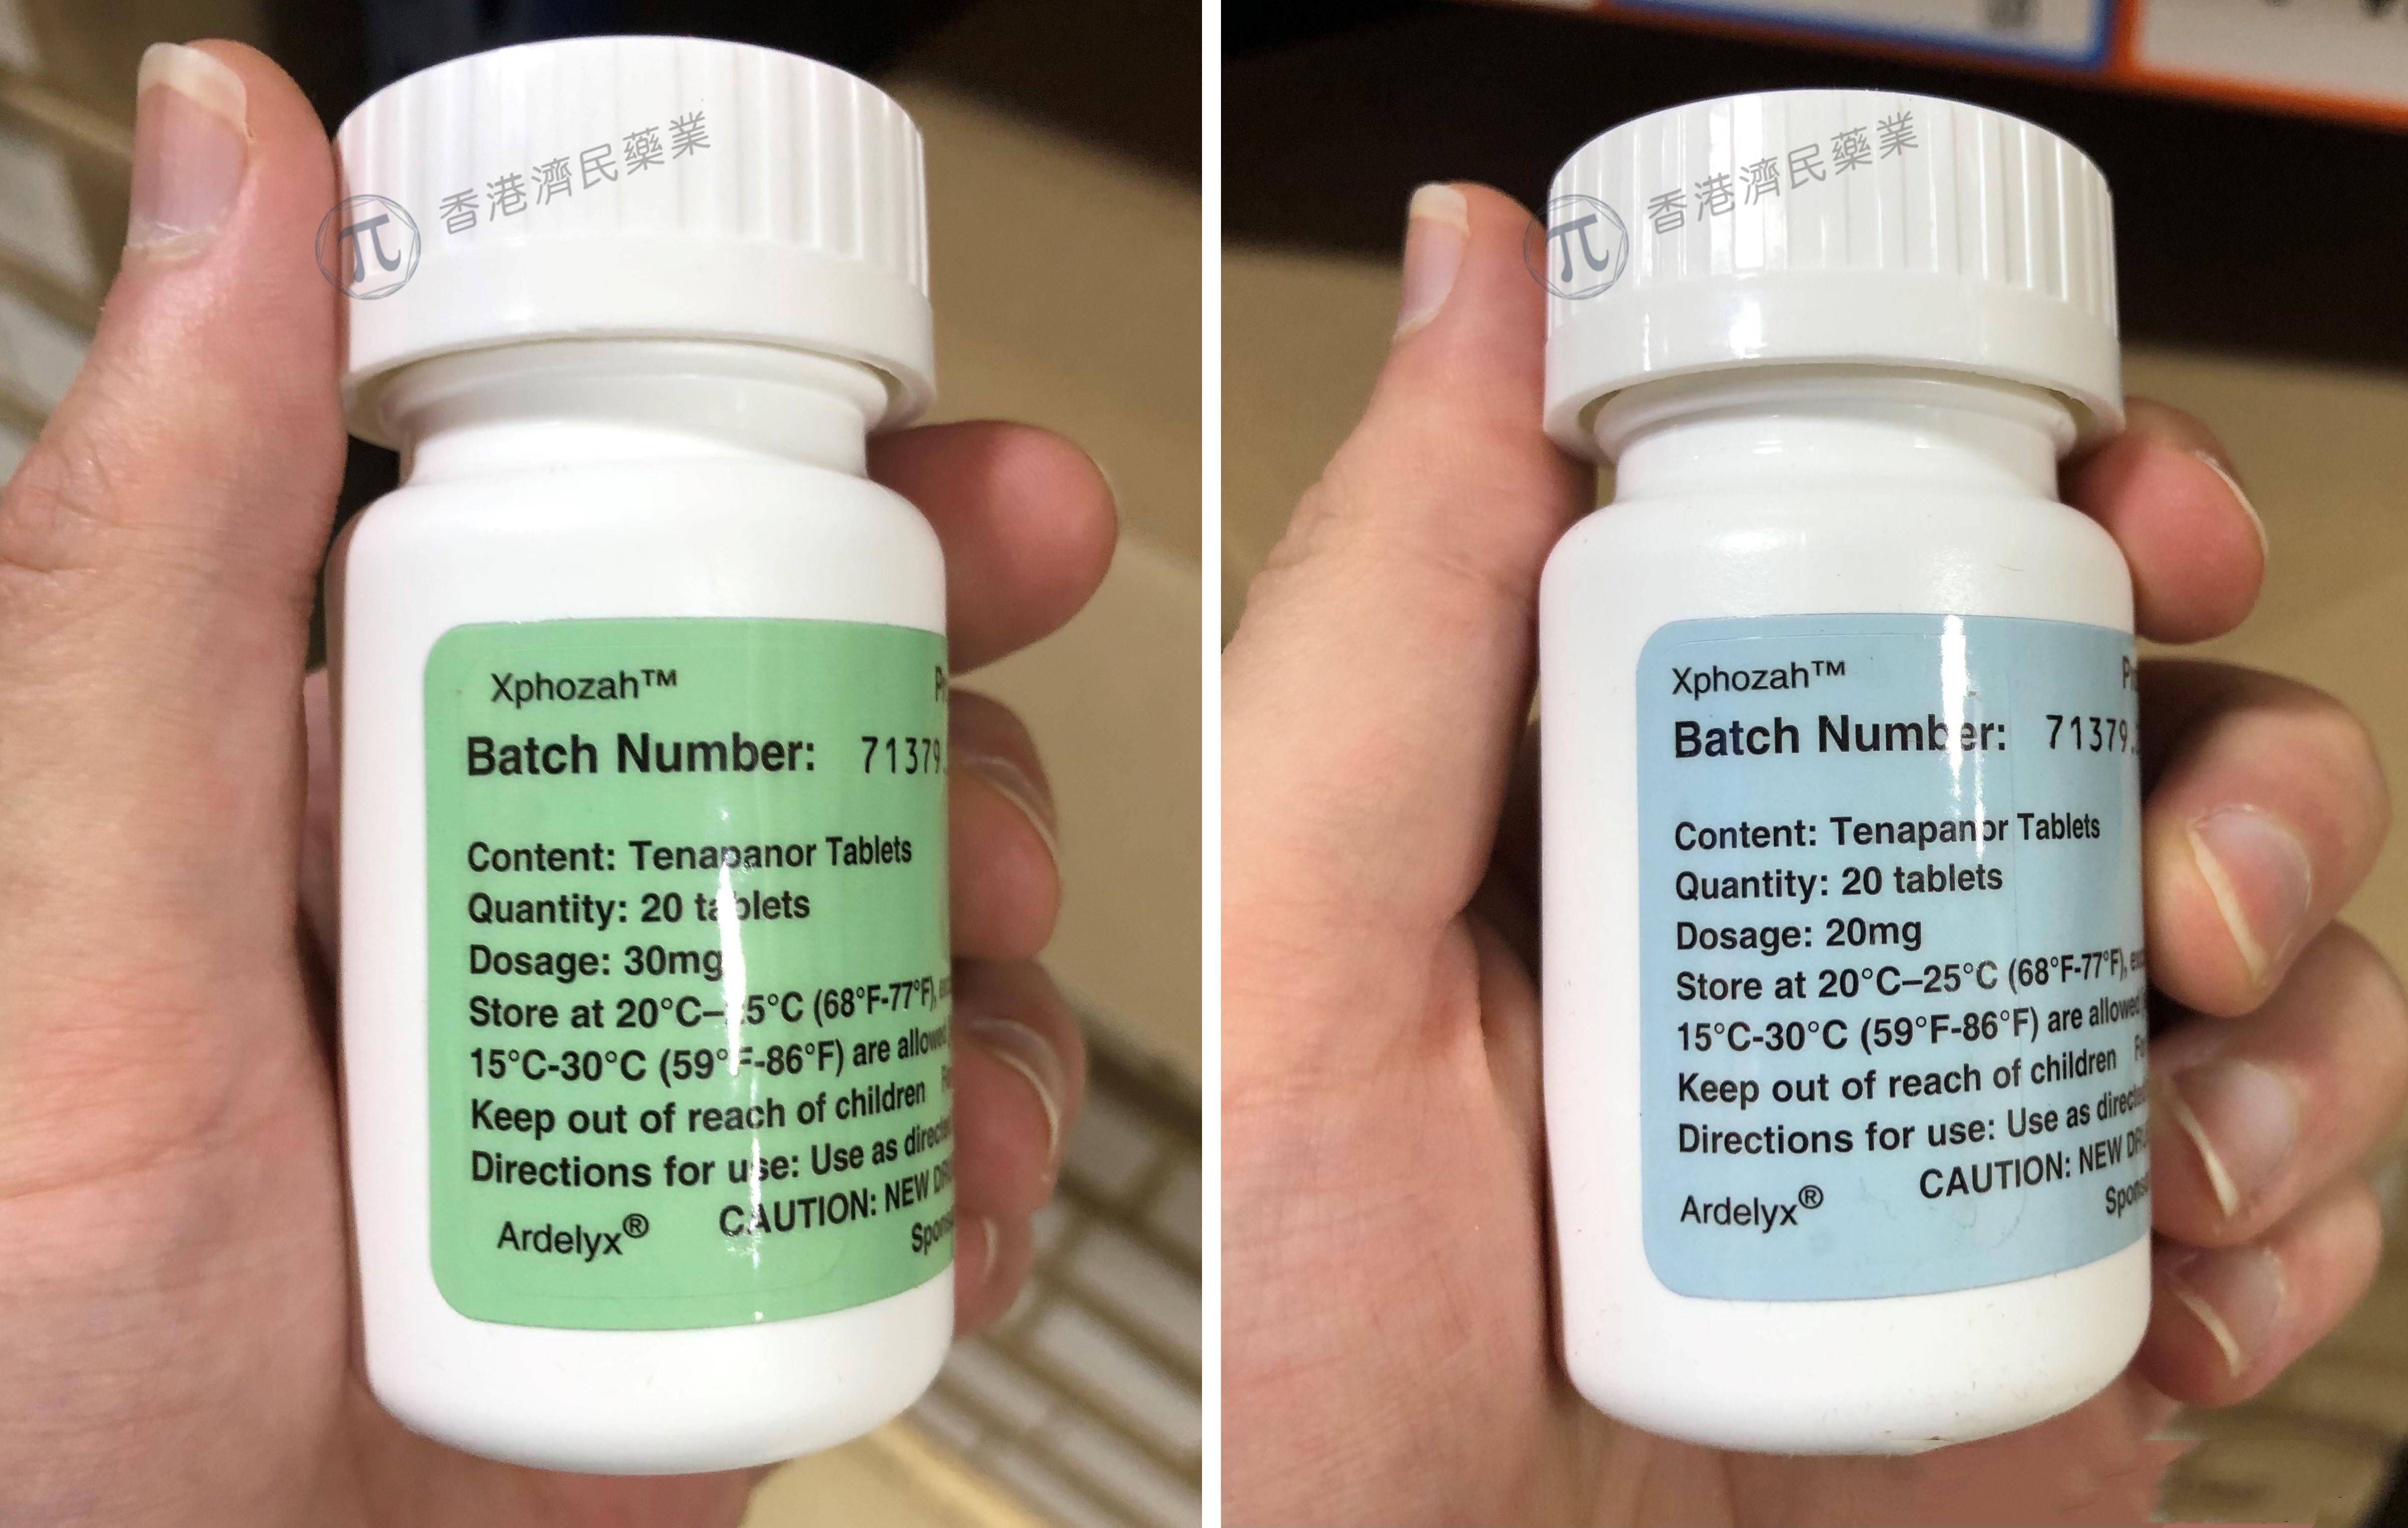 π 香港濟民藥業
Xphozah™
Batch Number: 71379
Content: Tenapanor Tablets
Quantity: 20 tablets
Dosage: 30mg
Store at 20°C–25°C (68°F-77°F),
15°C-30°C (59°F-86°F) are allowed
Keep out of reach of children
Directions for use: Use as directed
CAUTION: NEW
Ardelyx®
π 香港濟民藥業
Xphozah™
Batch Number: 71379.
Content: Tenapanor Tablets
Quantity: 20 tablets
Dosage: 20mg
Store at 20°C–25°C (68°F-77°F),
15°C-30°C (59°F-86°F) are allowed
Keep out of reach of children
Directions for use: Use as directed
CAUTION: NEW
Ardelyx®